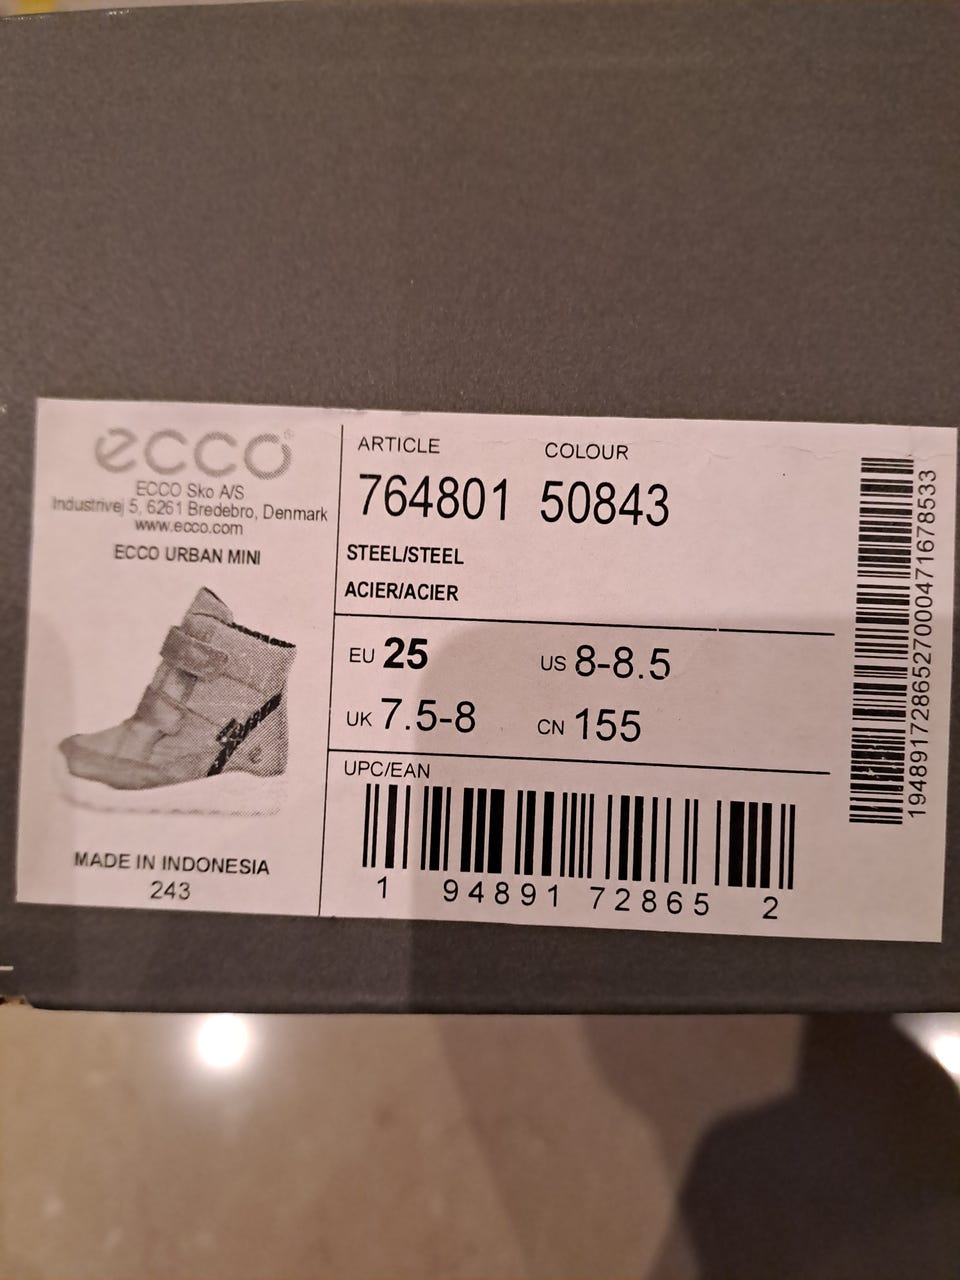 ecco®
ECCO Sko A/S
Industrivej 5, 6261 Bredebro, Denmark
www.ecco.com
ECCO URBAN MINI
MADE IN INDONESIA
243
ARTICLE COLOUR
764801 50843
STEEL/STEEL
ACIER/ACIER
EU 25 US 8-8.5
UK 7.5-8 CN 155
UPC/EAN
1 94891 72865 2
19489172865270004716785​33